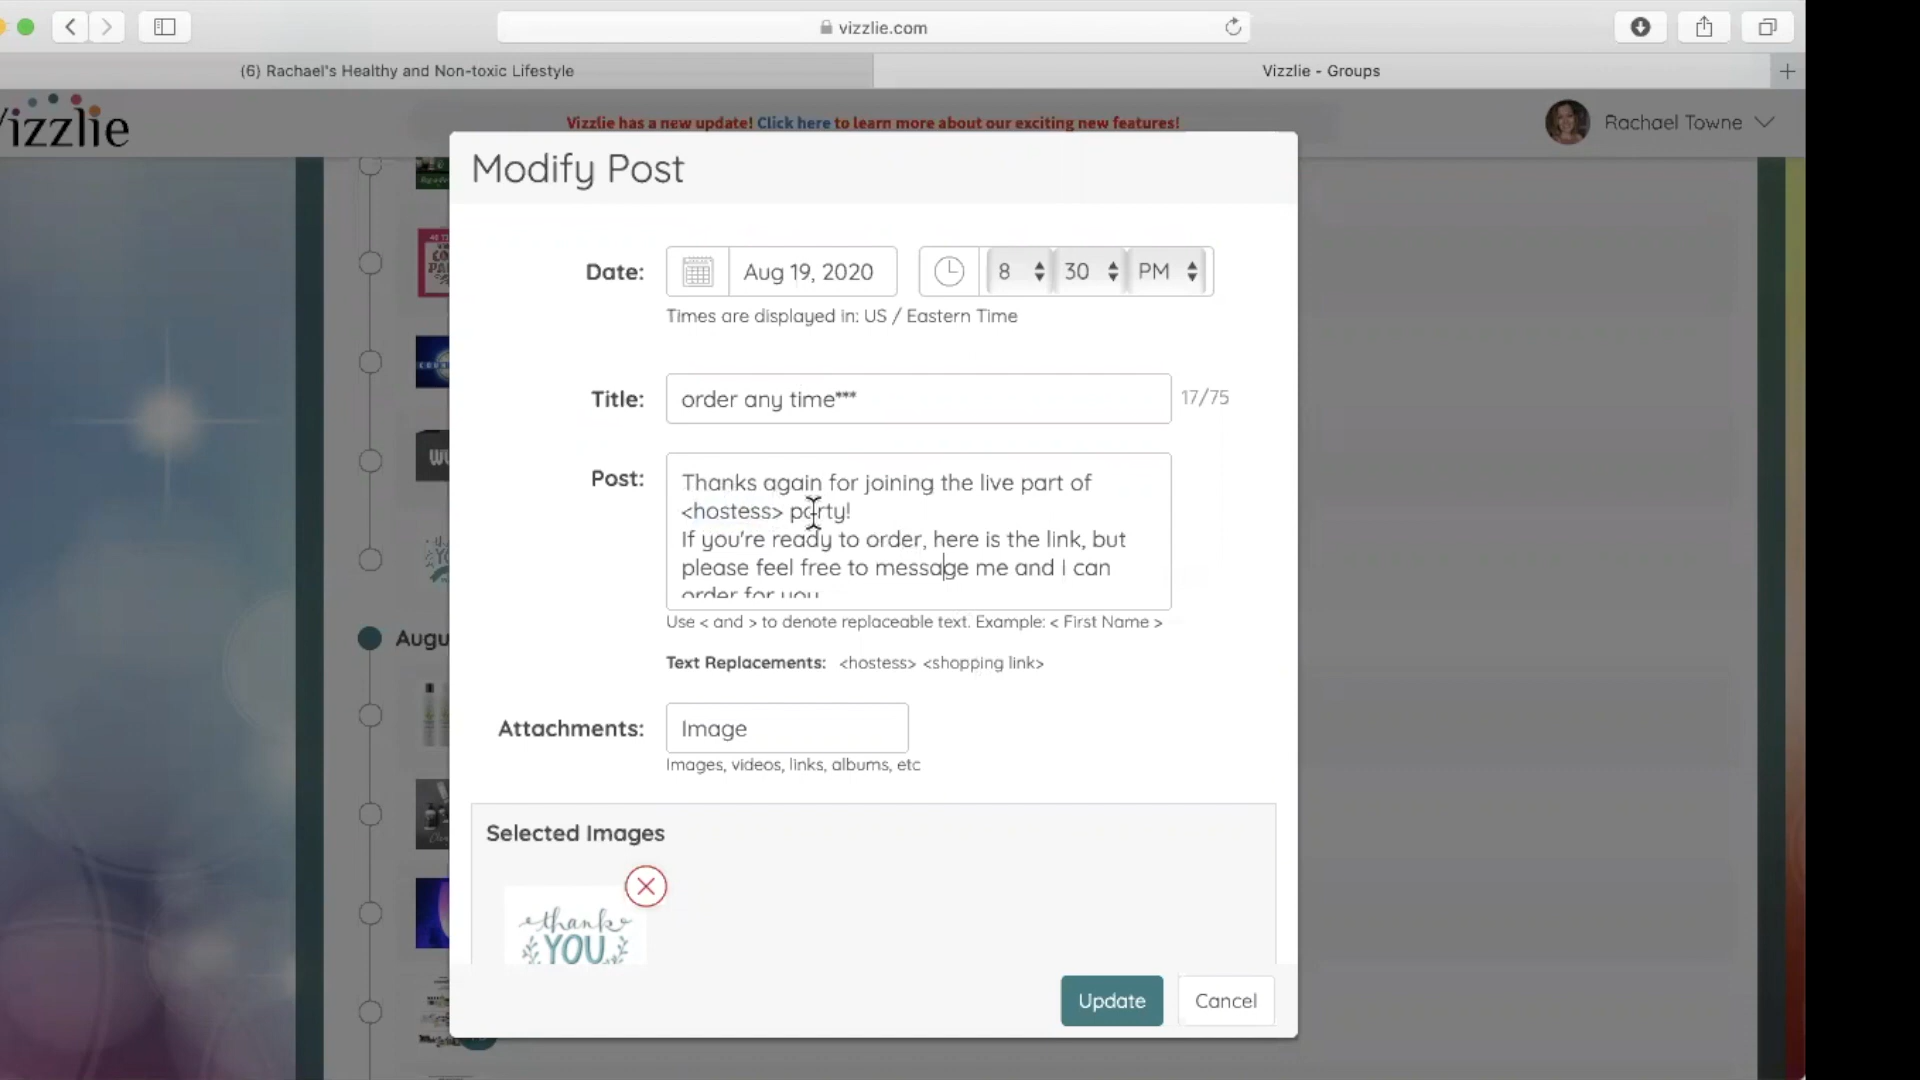 vizzlie.com
(6) Rachael's Healthy and Non-toxic Lifestyle
Vizzlie - Groups
vizzlie
Vizzlie has a new update! Click here to learn more about our exciting new features!
Rachael Towne
Modify Post
Date:
Aug 19, 2020
8
30
PM
Times are displayed in: US / Eastern Time
Title:
order any time***
17/75
Post:
Thanks again for joining the live part of
<hostess> party!
If you're ready to order, here is the link, but
please feel free to message me and I can
order for you
Use < and > to denote replaceable text. Example: < First Name >
Text Replacements: <hostess> <shopping link>
Augu
Attachments:
Image
Images, videos, links, albums, etc
Selected Images
thank
YOU
Update
Cancel